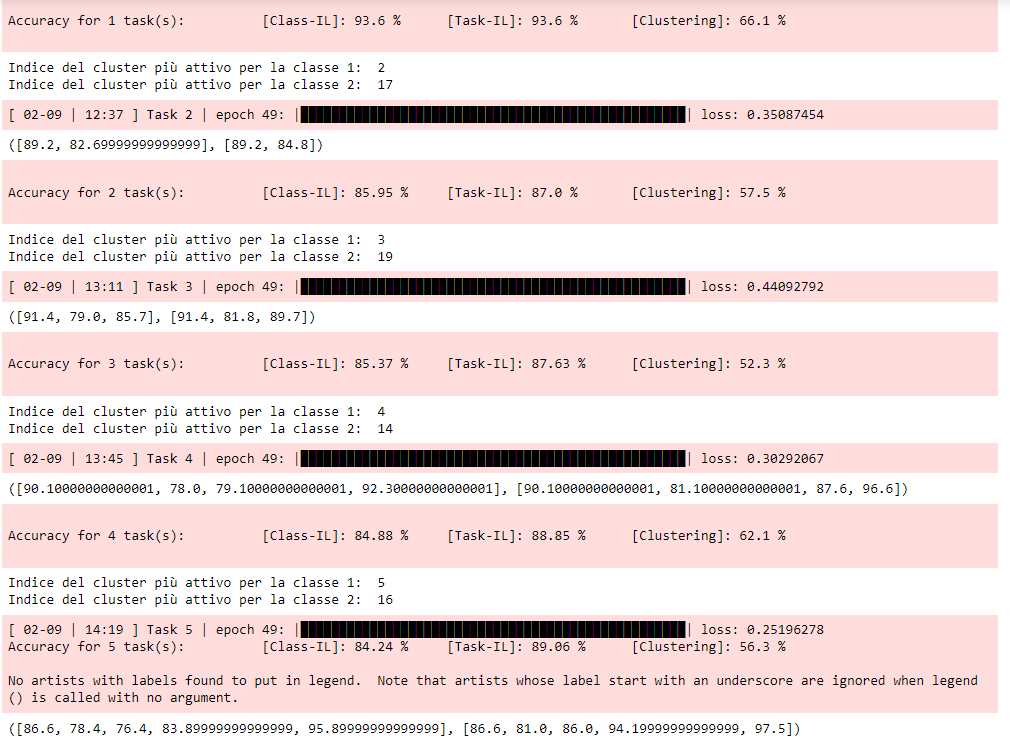 Accuracy for 1 task(s): [Class-IL]: 93.6 % [Task-IL]: 93.6 % [Clustering]: 66.1 %
Indice del cluster più attivo per la classe 1: 2
Indice del cluster più attivo per la classe 2: 17
[ 02-09 | 12:37 ] Task 2 | epoch 49: || loss: 0.35087454
([89.2, 82.69999999999999], [89.2, 84.8])
Accuracy for 2 task(s): [Class-IL]: 85.95 % [Task-IL]: 87.0 % [Clustering]: 57.5 %
Indice del cluster più attivo per la classe 1: 3
Indice del cluster più attivo per la classe 2: 19
[ 02-09 | 13:11 ] Task 3 | epoch 49: || loss: 0.44092792
([91.4, 79.0, 85.7], [91.4, 81.8, 89.7])
Accuracy for 3 task(s): [Class-IL]: 85.37 % [Task-IL]: 87.63 % [Clustering]: 52.3 %
Indice del cluster più attivo per la classe 1: 4
Indice del cluster più attivo per la classe 2: 14
[ 02-09 | 13:45 ] Task 4 | epoch 49: || loss: 0.30292067
([90.10000000000001, 78.0, 79.10000000000001, 92.30000000000001], [90.10000000000001, 81.10000000000001, 87.6, 96.6])
Accuracy for 4 task(s): [Class-IL]: 84.88 % [Task-IL]: 88.85 % [Clustering]: 62.1 %
Indice del cluster più attivo per la classe 1: 5
Indice del cluster più attivo per la classe 2: 16
[ 02-09 | 14:19 ] Task 5 | epoch 49: || loss: 0.25196278
Accuracy for 5 task(s): [Class-IL]: 84.24 % [Task-IL]: 89.06 % [Clustering]: 56.3 %
No artists with labels found to put in legend. Note that artists whose label start with an underscore are ignored when legend
() is called with no argument.
([86.6, 78.4, 76.4, 83.89999999999999, 95.89999999999999], [86.6, 81.0, 86.0, 94.19999999999999, 97.5])